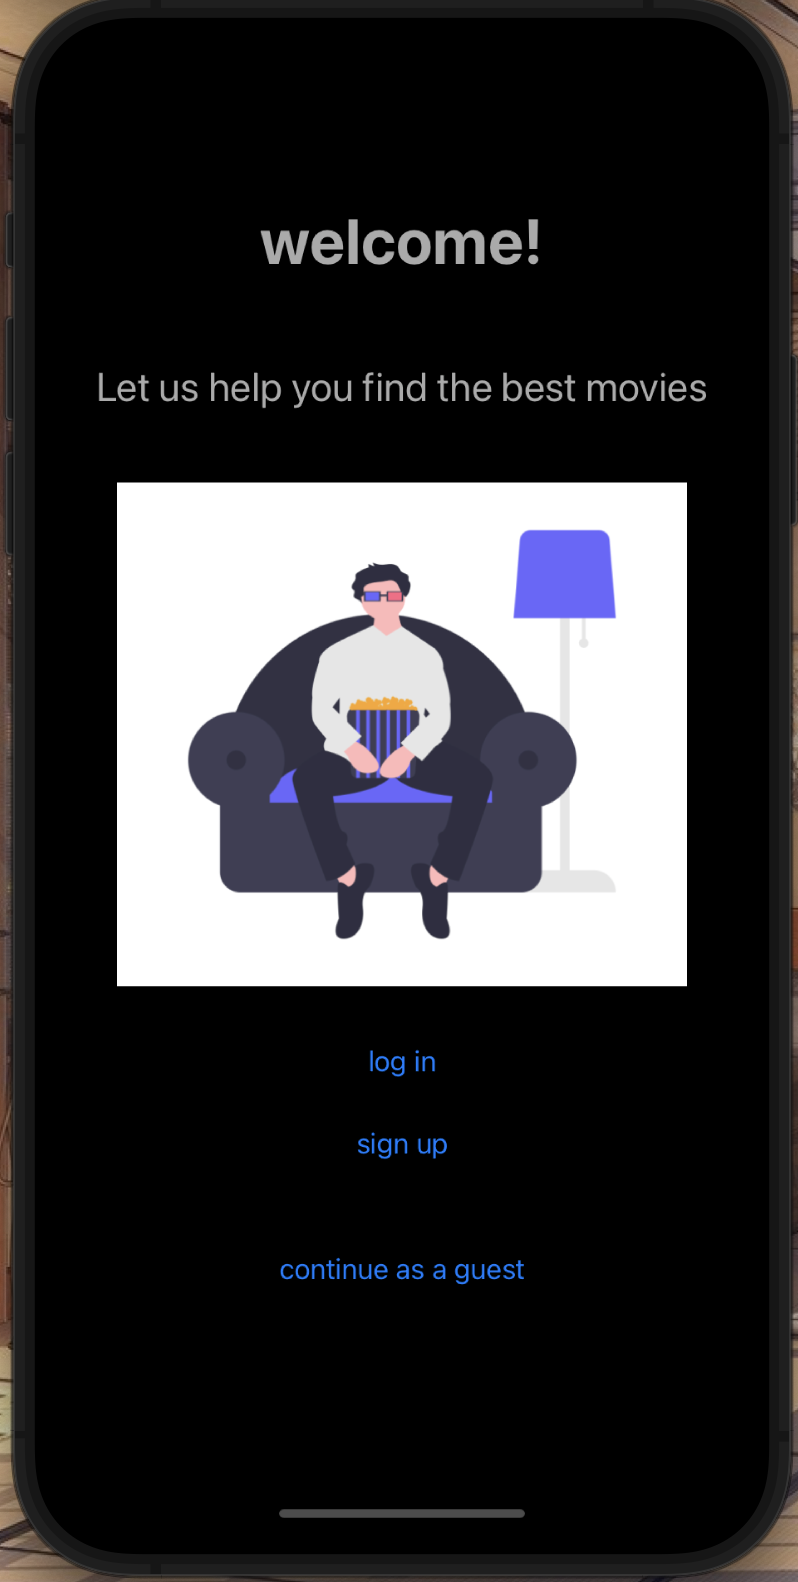 welcome!
Let us help you find the best movies
log in
sign up
continue as a guest